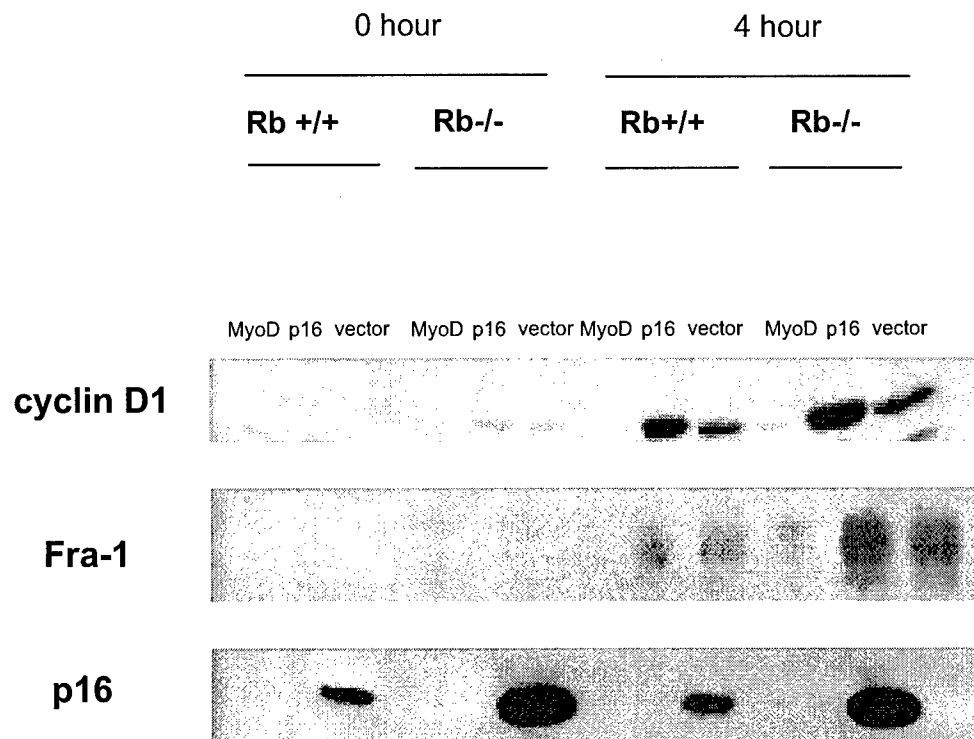 0 hour 4 hour
Rb +/+ Rb-/- Rb+/+ Rb-/-
MyoD p16 vector MyoD p16 vector MyoD p16 vector MyoD p16 vector
cyclin D1
Fra-1
p16